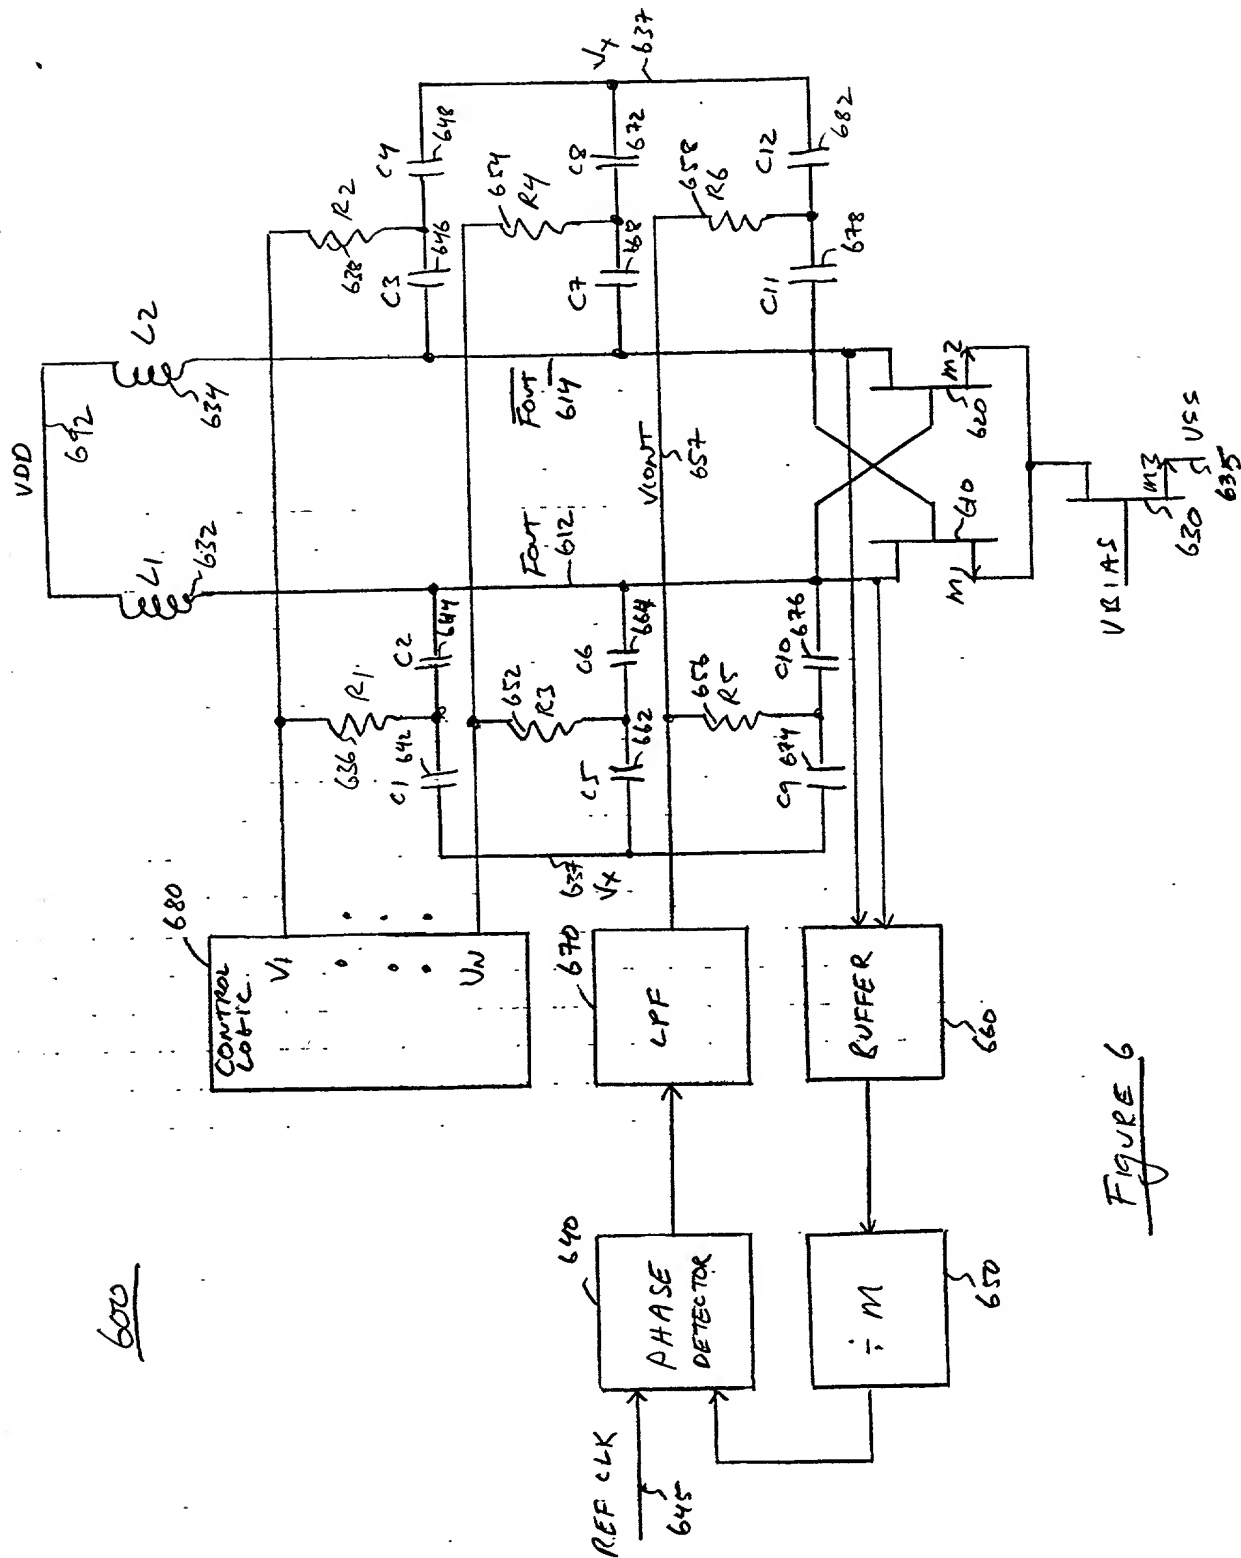 600
REF CLK
645
PHASE
DETECTOR
640
÷ M
650
CONTROL
LOGIC
680
V1
VN
LPF
670
BUFFER
660
VDD
692
L1
632
L2
634
R1
636
C1
642
C2
644
R2
638
C3
646
C4
648
Vx
637
Vx
637
R3
652
C5
662
C6
664
R4
654
C7
668
C8
672
FOUT
612
FOUT
614
VCONT
657
R5
656
C9
674
C10
676
R6
658
C11
678
C12
682
M1
610
M2
620
VBIAS
M3
630
VSS
635
FIGURE 6